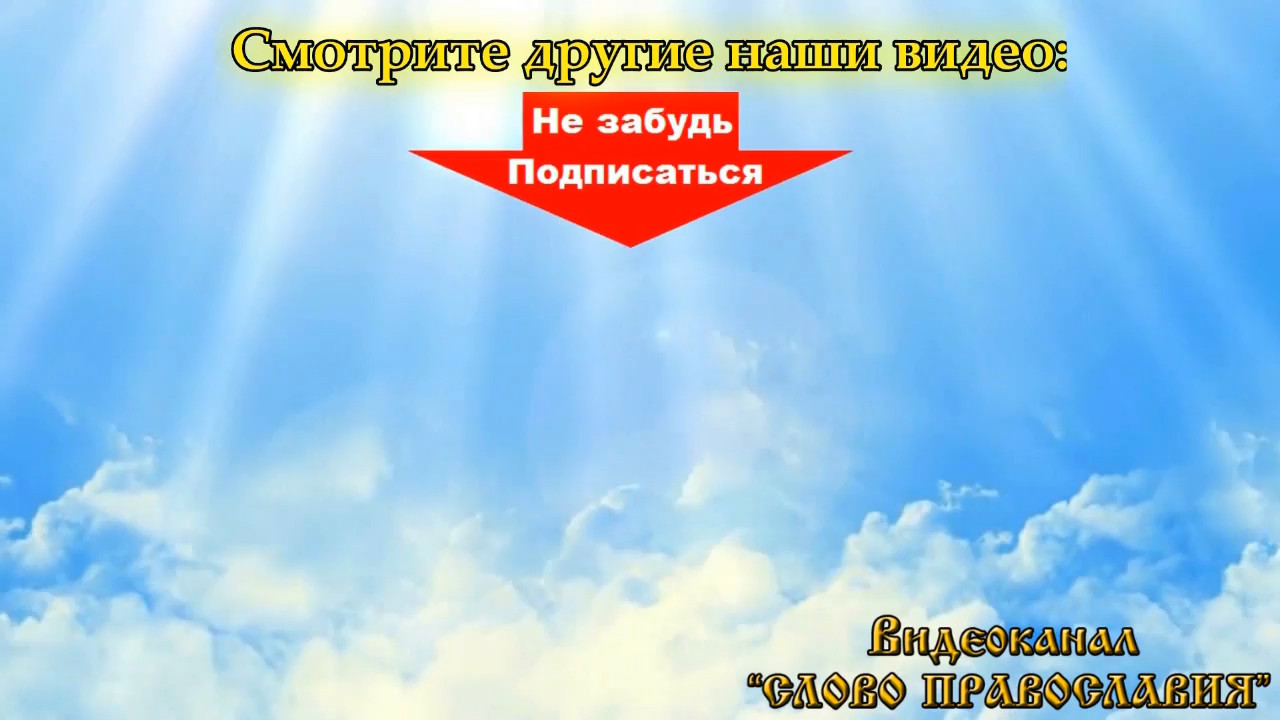 Смотрите другие наши видео:
Не забудь
Подписаться
Видеоканал
“СЛОВО ПРАВОСЛАВИЯ”